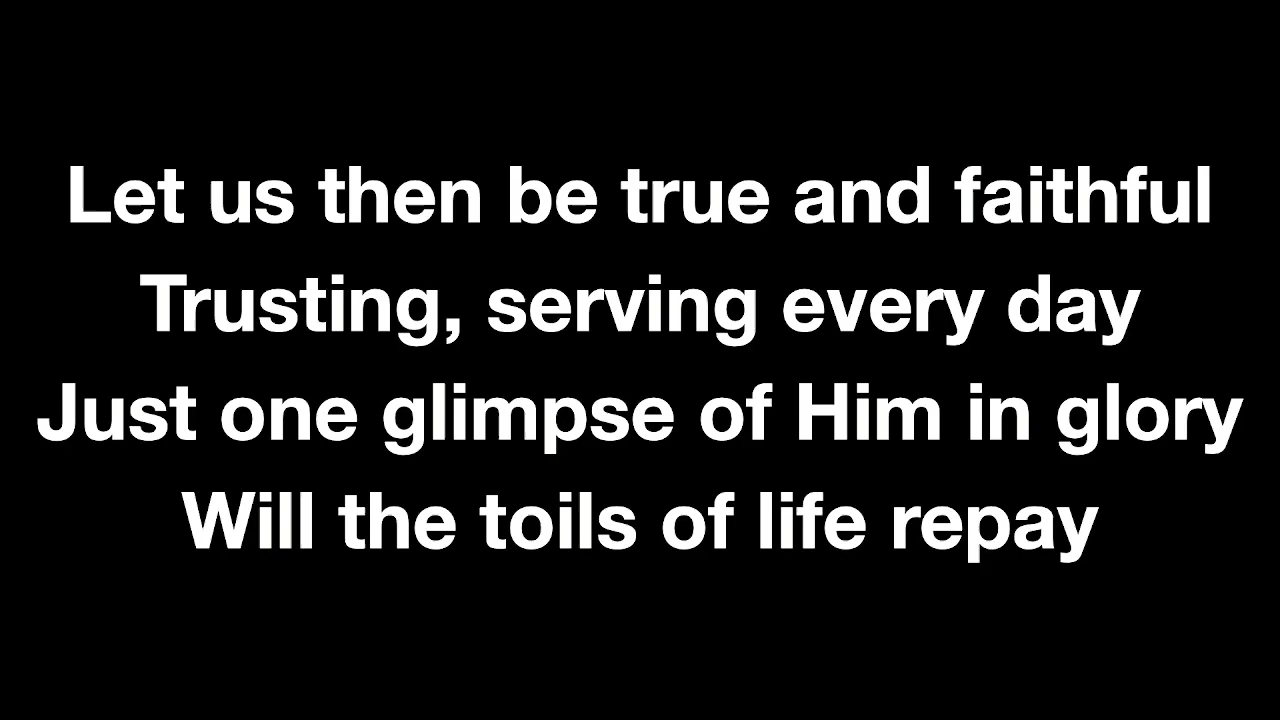 Let us then be true and faithful
Trusting, serving every day
Just one glimpse of Him in glory
Will the toils of life repay